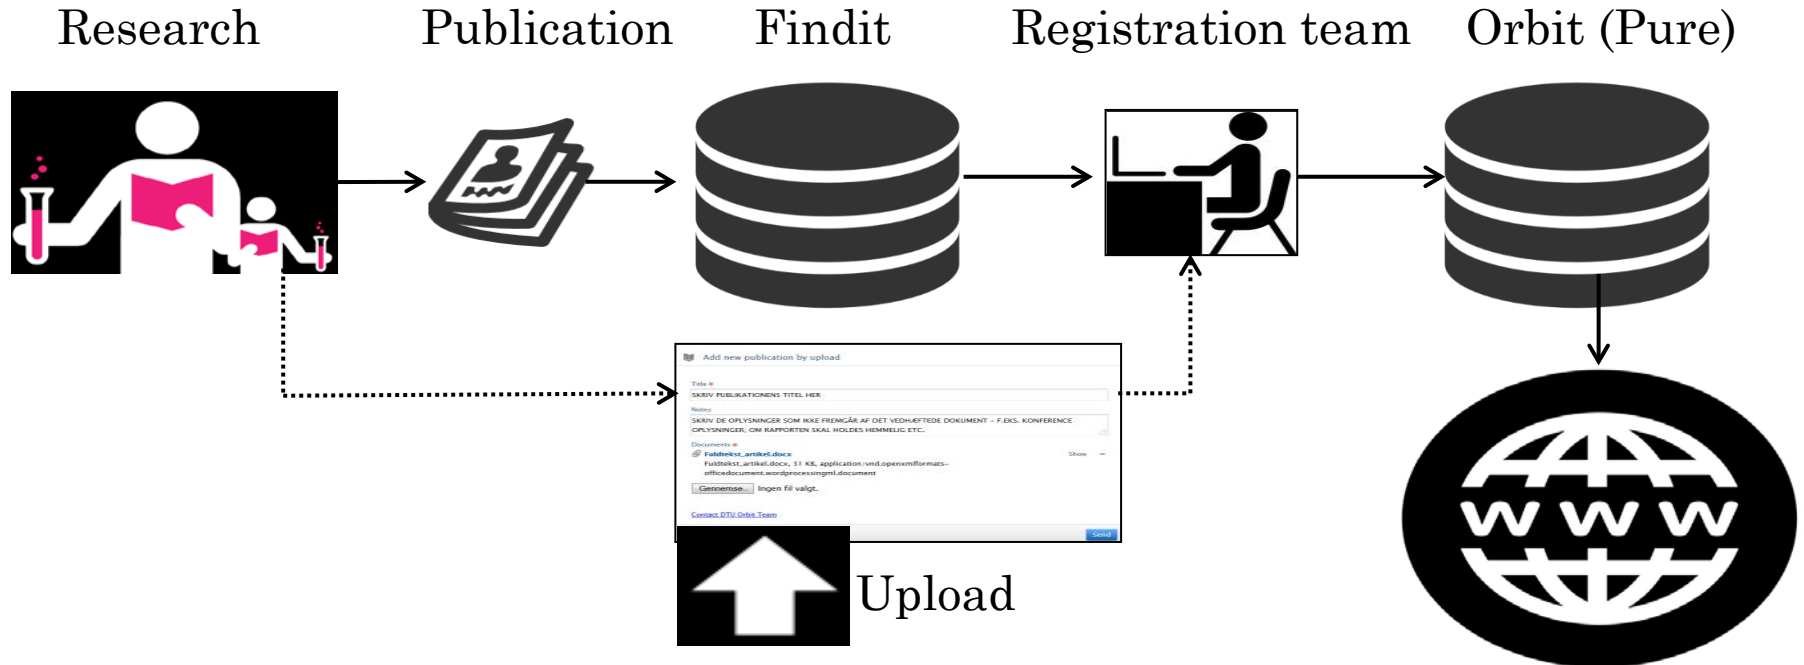 Research
Publication
Findit
Registration team
Orbit (Pure)
Add new publication by upload
Title *
SKRIV PUBLIKATIONENS TITEL HER
Notes
SKRIV DE OPLYSNINGER SOM IKKE FREMGÅR AF DET VEDHÆFTEDE DOKUMENT – F.EKS. KONFERENCE
OPLYSNINGER; OM RAPPORTEN SKAL HOLDES HEMMELIG ETC.
Documents *
Fuldtekst_artikel.docx
Show –
Fuldtekst_artikel.docx, 31 KB, application/vnd.openxmlformats-
officedocument.wordprocessingml.document
Gennemse... Ingen fil valgt.
Contact DTU Orbit Team
Send
Upload
WWW